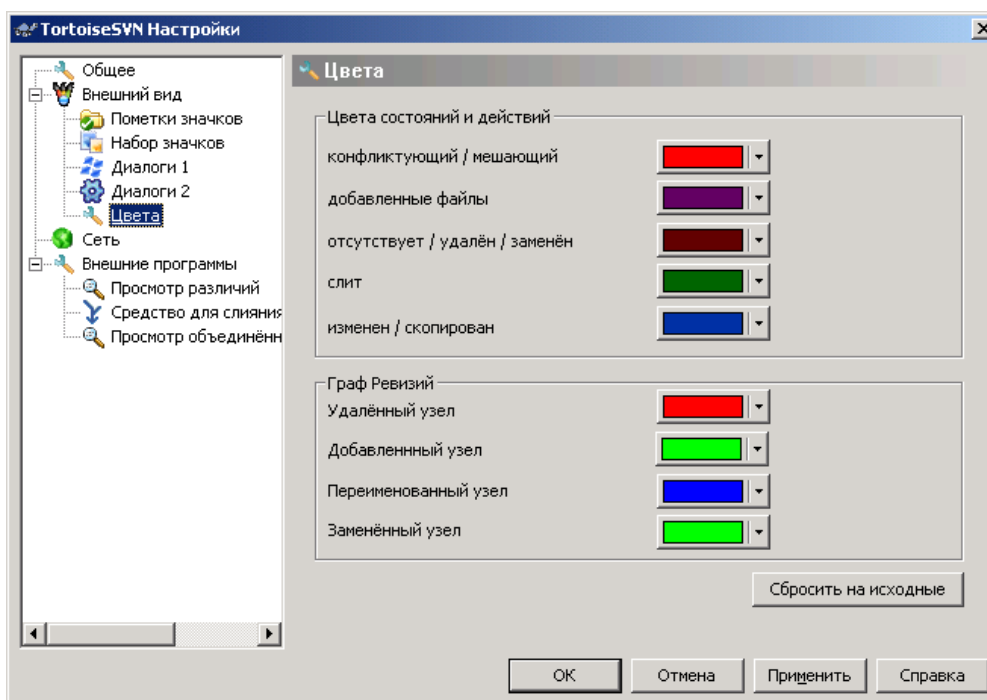 TortoiseSVN Настройки
Общее
Внешний вид
Пометки значков
Набор значков
Диалоги 1
Диалоги 2
Цвета
Сеть
Внешние программы
Просмотр различий
Средство для слияния
Просмотр объединённ
Цвета
Цвета состояний и действий
конфликтующий / мешающий
добавленные файлы
отсутствует / удалён / заменён
слит
изменен / скопирован
Граф Ревизий
Удалённый узел
Добавленнный узел
Переименованный узел
Заменённый узел
Сбросить на исходные
ОК
Отмена
Применить
Справка